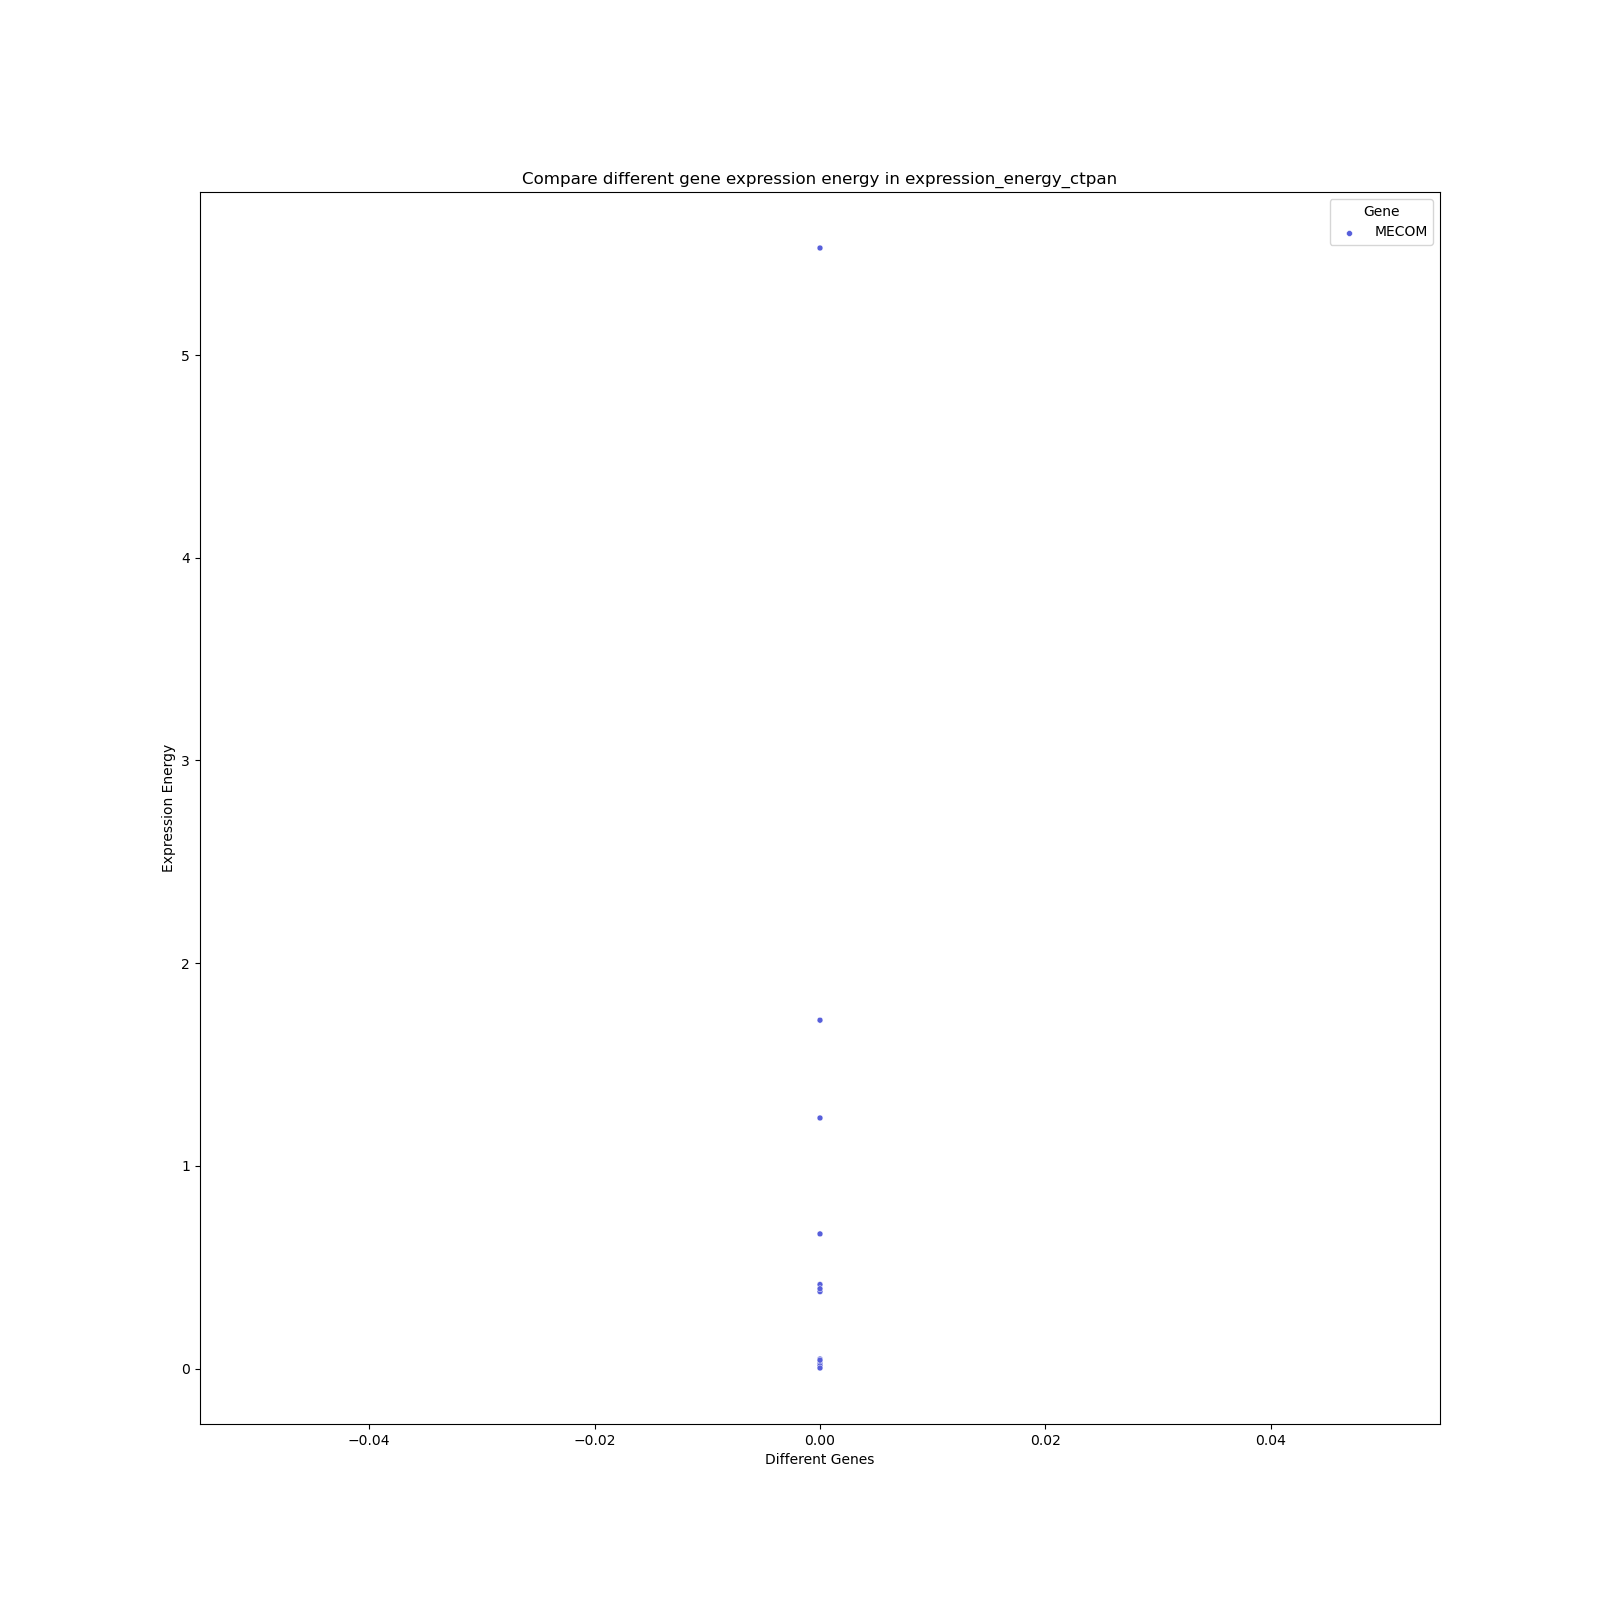 Compare different gene expression energy in expression_energy_ctpan
Gene
MECOM
5
4
3
2
1
0
Expression Energy
−0.04
−0.02
0.00
0.02
0.04
Different Genes